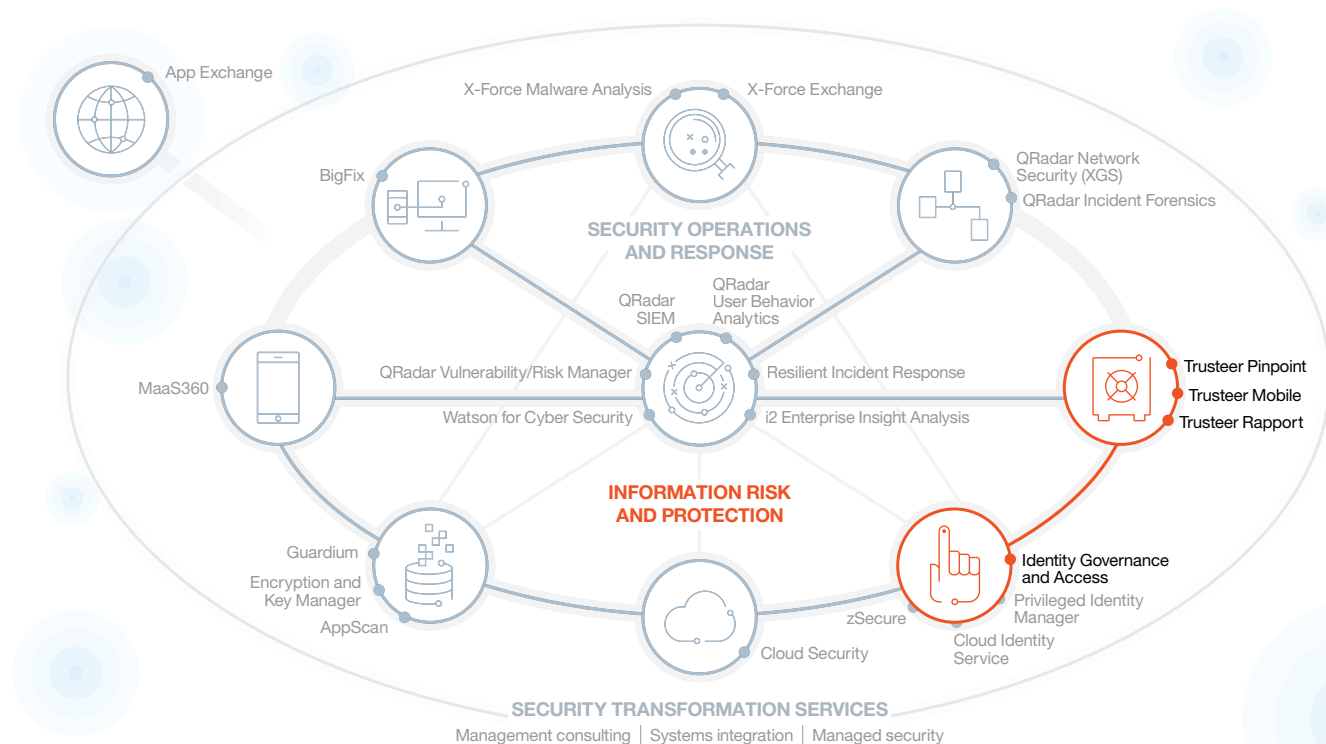 App Exchange
X-Force Malware Analysis
X-Force Exchange
BigFix
QRadar Network
Security (XGS)
QRadar Incident Forensics
SECURITY OPERATIONS
AND RESPONSE
QRadar
SIEM
QRadar
User Behavior
Analytics
MaaS360
QRadar Vulnerability/Risk Manager
Resilient Incident Response
Watson for Cyber Security
i2 Enterprise Insight Analysis
Trusteer Pinpoint
Trusteer Mobile
Trusteer Rapport
INFORMATION RISK
AND PROTECTION
Guardium
Encryption and
Key Manager
AppScan
Identity Governance
and Access
Privileged Identity
Manager
zSecure
Cloud Identity
Service
Cloud Security
SECURITY TRANSFORMATION SERVICES
Management consulting | Systems integration | Managed security